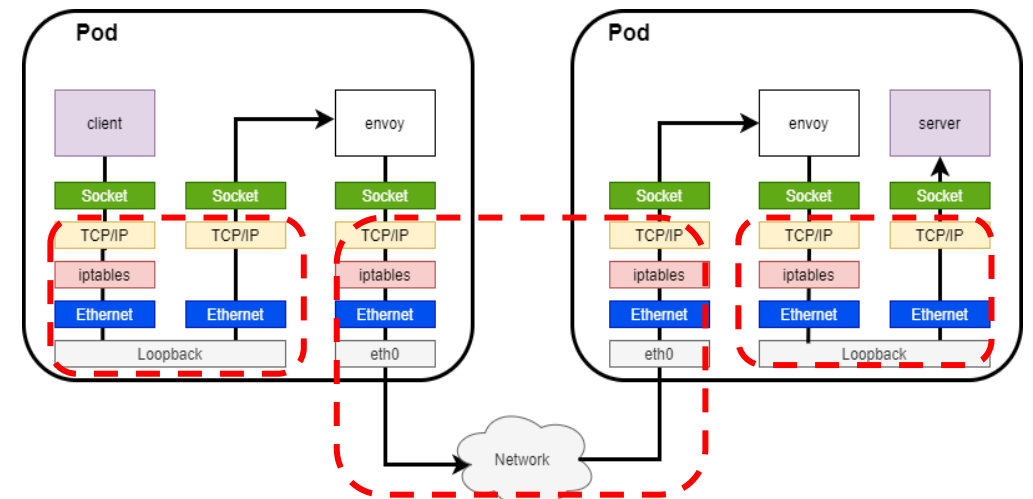 Pod
Pod
client
envoy
envoy
server
Socket
Socket
Socket
Socket
Socket
Socket
TCP/IP
TCP/IP
TCP/IP
TCP/IP
TCP/IP
TCP/IP
iptables
iptables
iptables
iptables
Ethernet
Ethernet
Ethernet
Ethernet
Ethernet
Ethernet
Loopback
eth0
eth0
Loopback
Network